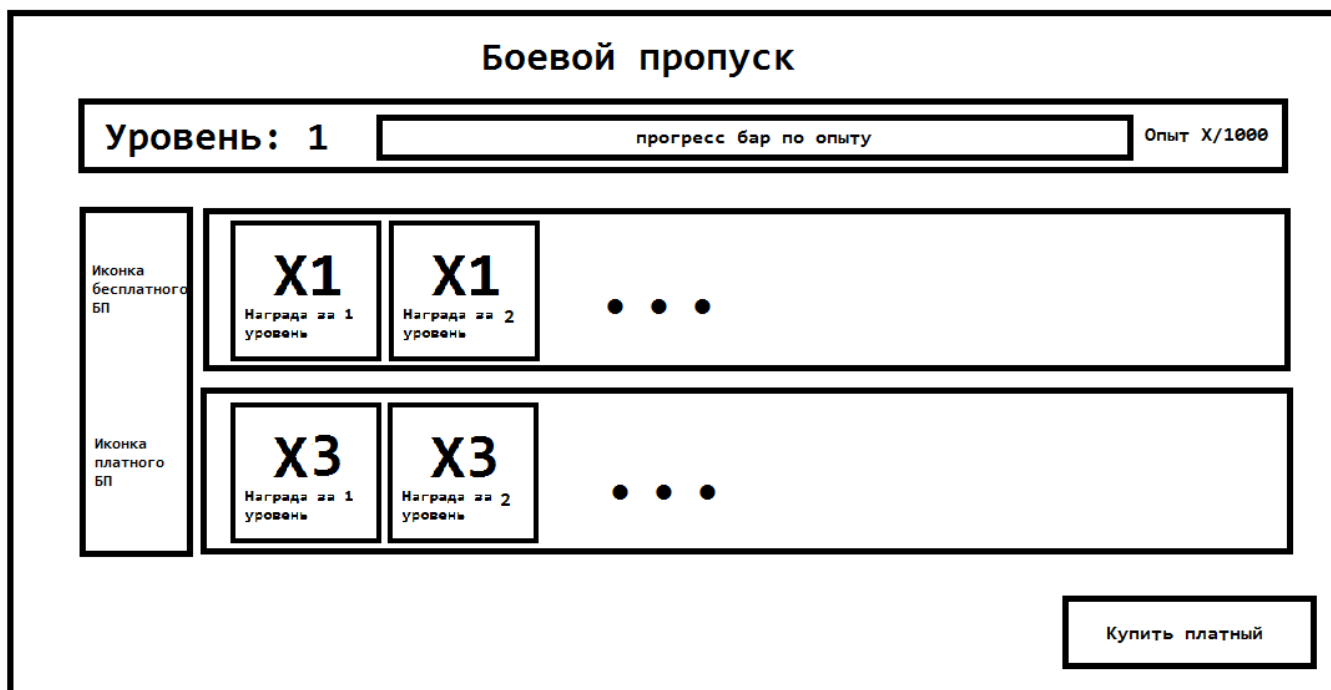 Боевой пропуск
Уровень: 1
прогресс бар по опыту
Опыт X/1000
Иконка
бесплатного
БП
X1
Награда за 1
уровень
X1
Награда за 2
уровень
• • •
Иконка
платного
БП
X3
Награда за 1
уровень
X3
Награда за 2
уровень
• • •
Купить платный